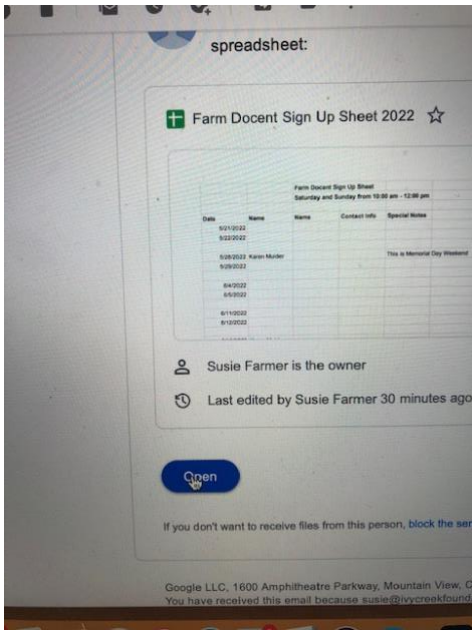 spreadsheet:
Farm Docent Sign Up Sheet 2022
Farm Docent Sign Up Sheet
Saturday and Sunday from 10:00 am - 12:00 pm
Date Name Name Contact Info Special Notes
5/21/2022
5/22/2022
5/28/2022 Karen Mulder This is Memorial Day Weekend
5/29/2022
6/4/2022
6/5/2022
6/11/2022
6/12/2022
Susie Farmer is the owner
Last edited by Susie Farmer 30 minutes ago
Open
If you don't want to receive files from this person, block the
Google LLC, 1600 Amphitheatre Parkway, Mountain View,
You have received this email because